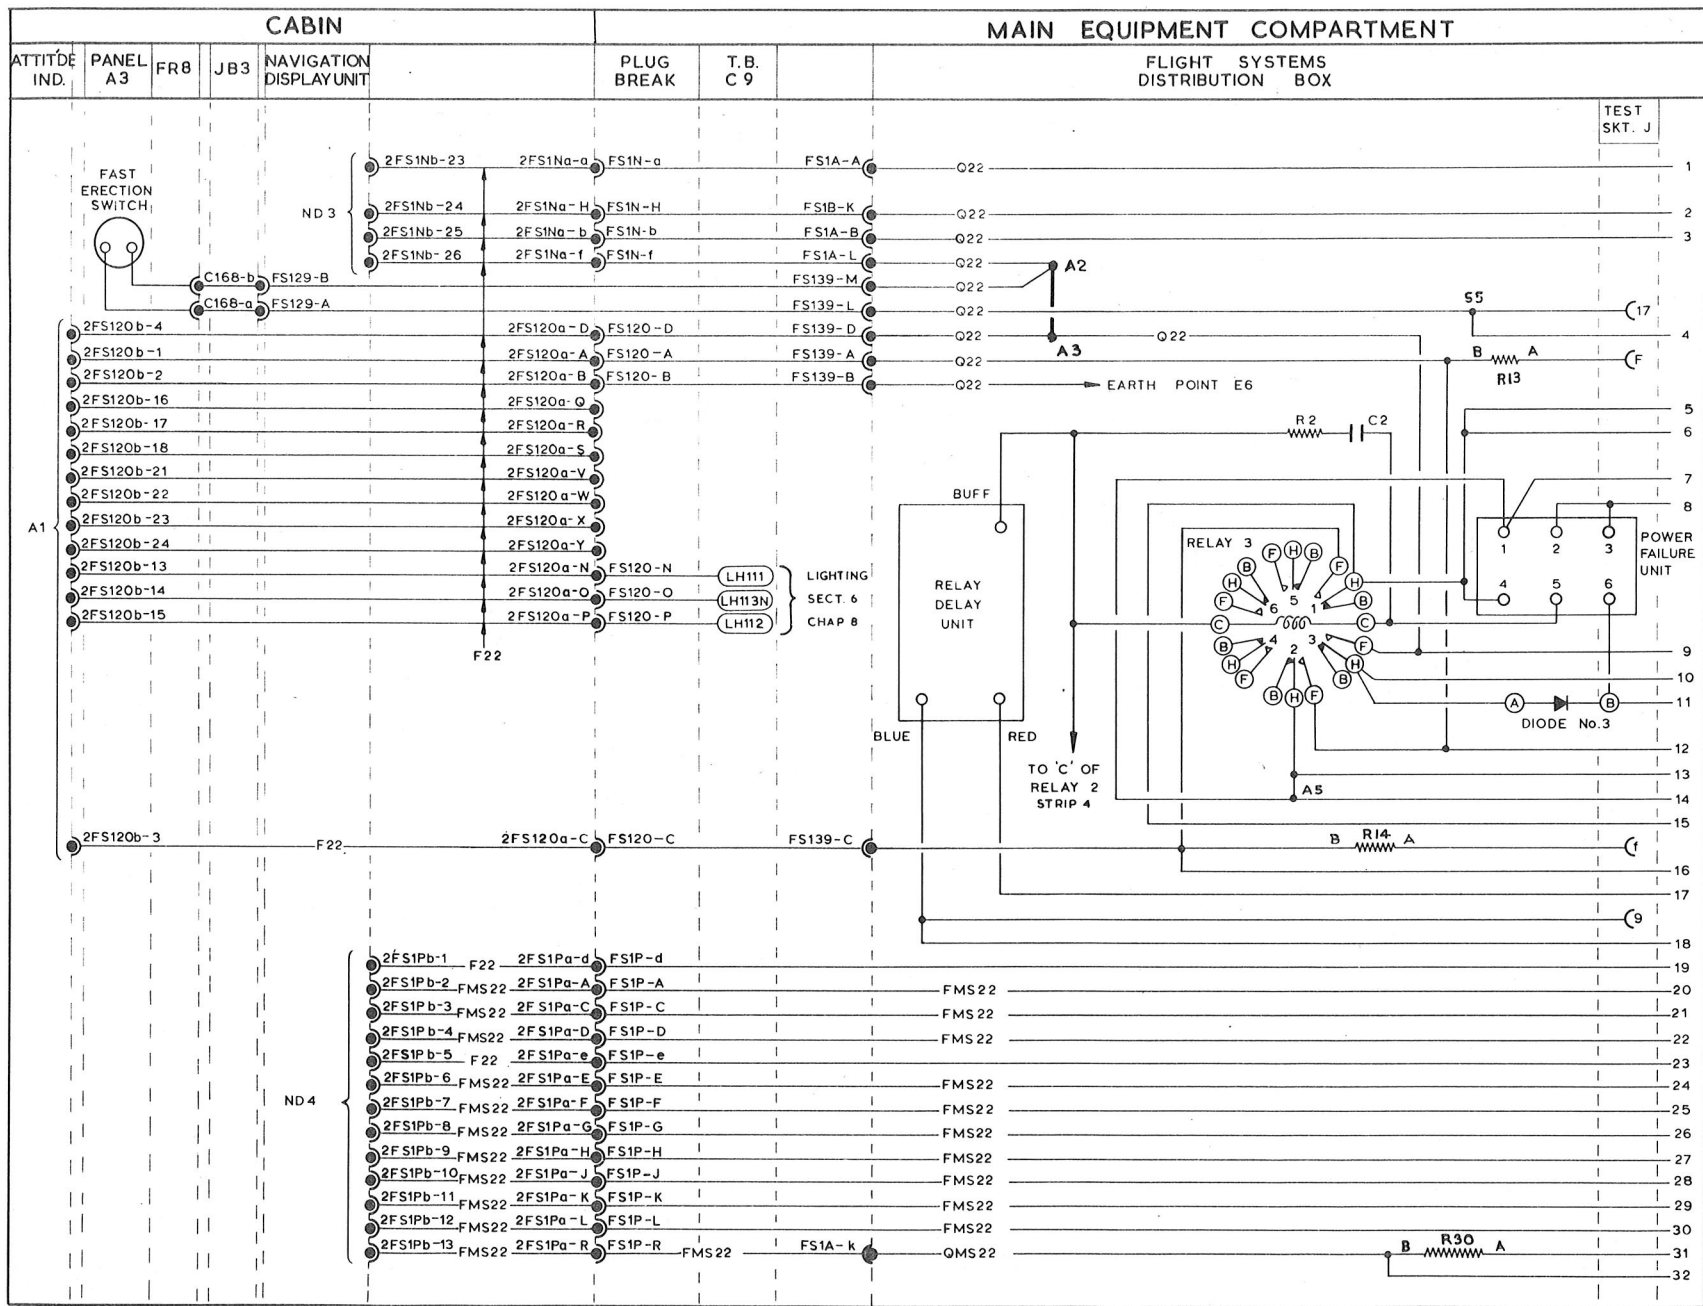 CABIN
MAIN EQUIPMENT COMPARTMENT
ATTIT'DE IND.
PANEL A3
FR8
JB3
NAVIGATION DISPLAY UNIT
PLUG BREAK
T.B. C9
FLIGHT SYSTEMS DISTRIBUTION BOX
TEST SKT. J
FAST ERECTION SWITCH
ND 3
2FS1Nb-23 2FS1Na-a FS1N-a FS1A-A Q22 1
2FS1Nb-24 2FS1Na-H FS1N-H FS1B-K Q22 2
2FS1Nb-25 2FS1Na-b FS1N-b FS1A-B Q22 3
2FS1Nb-26 2FS1Na-f FS1N-f FS1A-L Q22 A2
C168-b FS129-B FS139-M Q22
C168-a FS129-A FS139-L Q22 S5 17
2FS120b-4 2FS120a-D FS120-D FS139-D Q22 A3 Q22 4
2FS120b-1 2FS120a-A FS120-A FS139-A Q22 B R13 A F
2FS120b-2 2FS120a-B FS120-B FS139-B Q22 EARTH POINT E6
2FS120b-16 2FS120a-Q 5
2FS120b-17 2FS120a-R R2 C2 6
2FS120b-18 2FS120a-S
2FS120b-21 2FS120a-V 7
2FS120b-22 2FS120a-W BUFF 8
A1
2FS120b-23 2FS120a-X
2FS120b-24 2FS120a-Y
2FS120b-13 2FS120a-N FS120-N LH111
2FS120b-14 2FS120a-O FS120-O LH113N
2FS120b-15 2FS120a-P FS120-P LH112
LIGHTING
SECT. 6
CHAP 8
F22
RELAY DELAY UNIT
BLUE RED
RELAY 3
F H B
B F
H H
F B
6 5 1
C C
4 2 3
B F
H H
F B
B H F
1 2 3
4 5 6
POWER FAILURE UNIT
9
10
A B 11
DIODE No.3
12
TO 'C' OF
RELAY 2
STRIP 4
13
A5 14
15
2FS120b-3 F22 2FS120a-C FS120-C FS139-C B R14 A f
16
17
9
18
ND 4
2FS1Pb-1 F22 2FS1Pa-d FS1P-d 19
2FS1Pb-2 FMS22 2FS1Pa-A FS1P-A FMS22 20
2FS1Pb-3 FMS22 2FS1Pa-C FS1P-C FMS22 21
2FS1Pb-4 FMS22 2FS1Pa-D FS1P-D FMS22 22
2FS1Pb-5 F22 2FS1Pa-e FS1P-e 23
2FS1Pb-6 FMS22 2FS1Pa-E FS1P-E FMS22 24
2FS1Pb-7 FMS22 2FS1Pa-F FS1P-F FMS22 25
2FS1Pb-8 FMS22 2FS1Pa-G FS1P-G FMS22 26
2FS1Pb-9 FMS22 2FS1Pa-H FS1P-H FMS22 27
2FS1Pb-10 FMS22 2FS1Pa-J FS1P-J FMS22 28
2FS1Pb-11 FMS22 2FS1Pa-K FS1P-K FMS22 29
2FS1Pb-12 FMS22 2FS1Pa-L FS1P-L FMS22 30
2FS1Pb-13 FMS22 2FS1Pa-R FS1P-R FMS22 FS1A-k QMS22 B R30 A 31
32